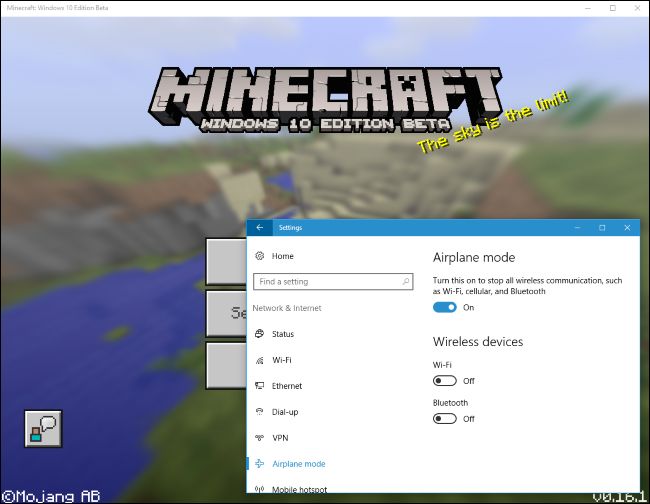 Minecraft: Windows 10 Edition Beta
MINECRAFT
WINDOWS 10 EDITION BETA
The sky is the limit!
Settings
Home
Find a setting
Network & Internet
Status
Wi-Fi
Ethernet
Dial-up
VPN
Airplane mode
Mobile hotspot
Airplane mode
Turn this on to stop all wireless communication, such
as Wi-Fi, cellular, and Bluetooth
On
Wireless devices
Wi-Fi
Off
Bluetooth
Off
Se
©Mojang AB
v0.16.1